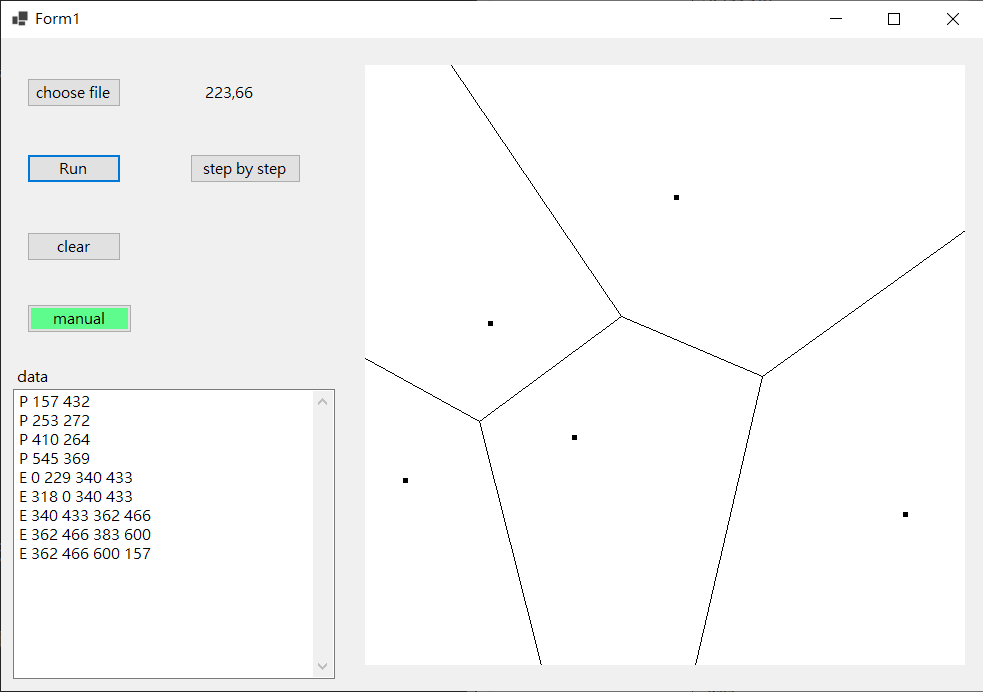 Form1
choose file
223,66
Run
step by step
clear
manual
data
P 157 432
P 253 272
P 410 264
P 545 369
E 0 229 340 433
E 318 0 340 433
E 340 433 362 466
E 362 466 383 600
E 362 466 600 157